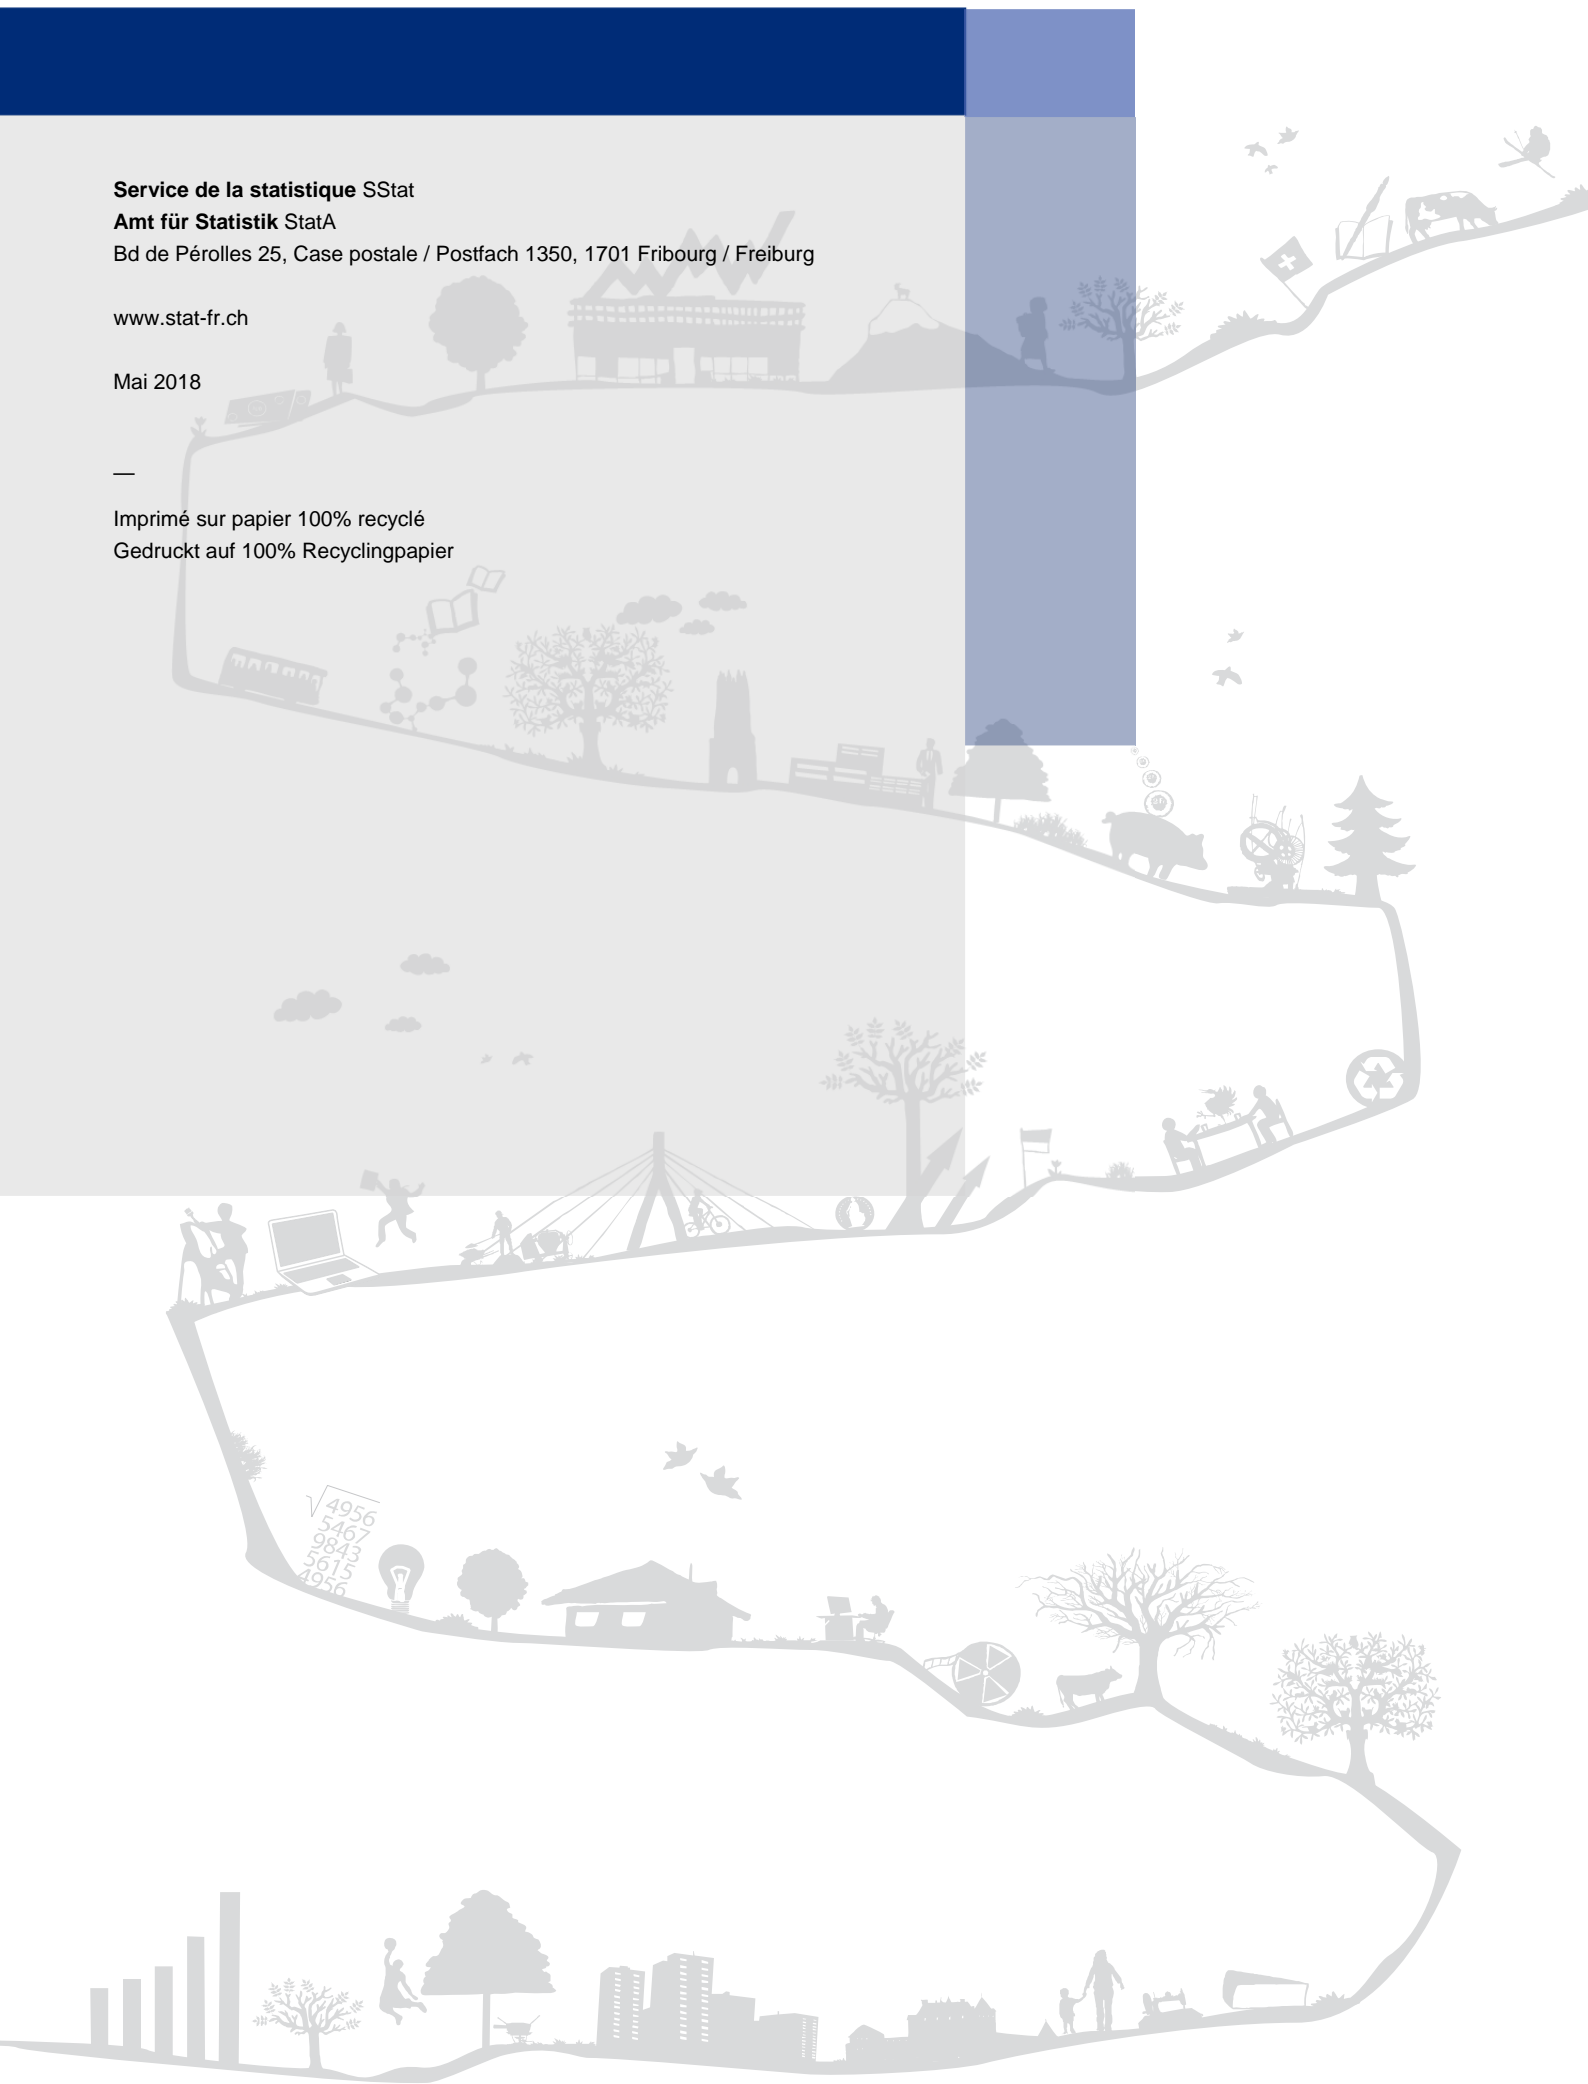 Service de la statistique SStat
Amt für Statistik StatA
Bd de Pérolles 25, Case postale / Postfach 1350, 1701 Fribourg / Freiburg
www.stat-fr.ch
Mai 2018
—
Imprimé sur papier 100% recyclé
Gedruckt auf 100% Recyclingpapier
4956
5467
9843
5615
4956